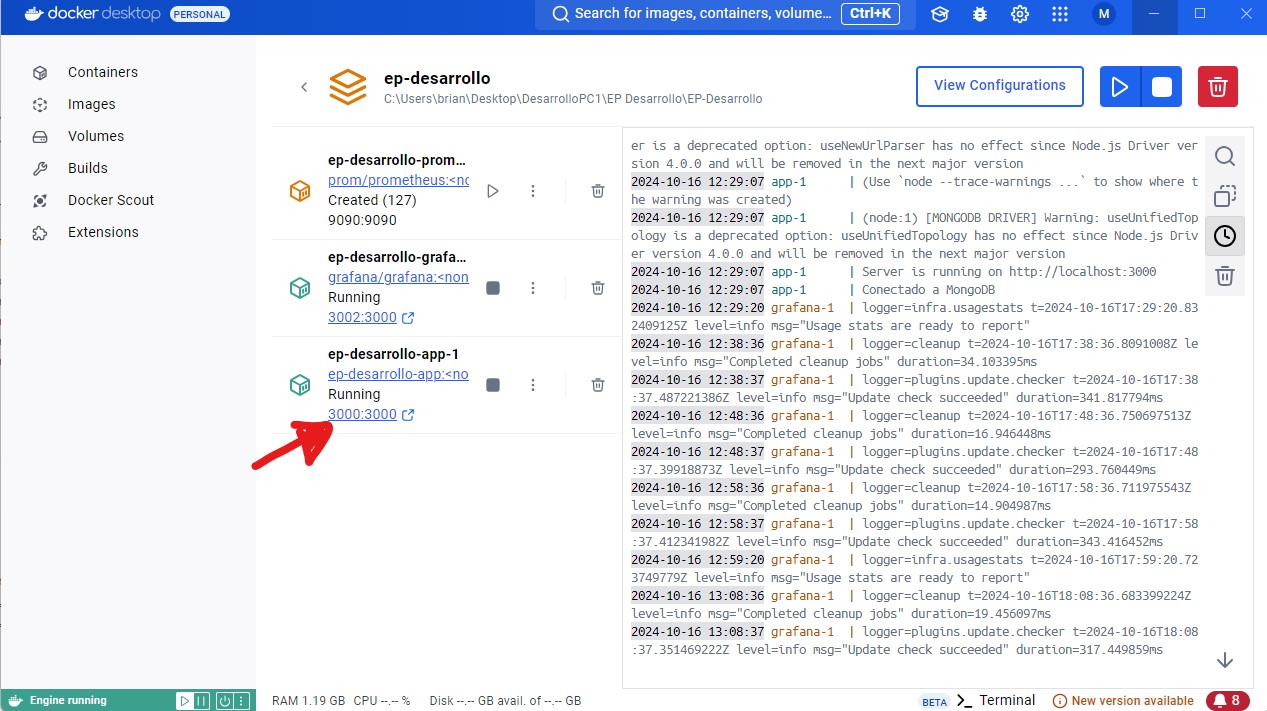 docker desktop PERSONAL
Search for images, containers, volume... Ctrl+K
M
Containers
Images
Volumes
Builds
Docker Scout
Extensions
ep-desarrollo
C:\Users\brian\Desktop\DesarrolloPC1\EP Desarrollo\EP-Desarrollo
View Configurations
ep-desarrollo-prom...
prom/prometheus:<nc
Created (127)
9090:9090
ep-desarrollo-grafa...
grafana/grafana:<non
Running
3002:3000
ep-desarrollo-app-1
ep-desarrollo-app:<no
Running
3000:3000
er is a deprecated option: useNewUrlParser has no effect since Node.js Driver ver
sion 4.0.0 and will be removed in the next major version
2024-10-16 12:29:07 app-1 | (Use `node --trace-warnings ...` to show where t
he warning was created)
2024-10-16 12:29:07 app-1 | (node:1) [MONGODB DRIVER] Warning: useUnifiedTop
ology is a deprecated option: useUnifiedTopology has no effect since Node.js Driv
er version 4.0.0 and will be removed in the next major version
2024-10-16 12:29:07 app-1 | Server is running on http://localhost:3000
2024-10-16 12:29:07 app-1 | Conectado a MongoDB
2024-10-16 12:29:20 grafana-1 | logger=infra.usagestats t=2024-10-16T17:29:20.83
2409125Z level=info msg="Usage stats are ready to report"
2024-10-16 12:38:36 grafana-1 | logger=cleanup t=2024-10-16T17:38:36.8091008Z le
vel=info msg="Completed cleanup jobs" duration=34.103395ms
2024-10-16 12:38:37 grafana-1 | logger=plugins.update.checker t=2024-10-16T17:38
:37.487221386Z level=info msg="Update check succeeded" duration=341.817794ms
2024-10-16 12:48:36 grafana-1 | logger=cleanup t=2024-10-16T17:48:36.750697513Z
level=info msg="Completed cleanup jobs" duration=16.946448ms
2024-10-16 12:48:37 grafana-1 | logger=plugins.update.checker t=2024-10-16T17:48
:37.39918873Z level=info msg="Update check succeeded" duration=293.760449ms
2024-10-16 12:58:36 grafana-1 | logger=cleanup t=2024-10-16T17:58:36.711975543Z
level=info msg="Completed cleanup jobs" duration=14.904987ms
2024-10-16 12:58:37 grafana-1 | logger=plugins.update.checker t=2024-10-16T17:58
:37.412341982Z level=info msg="Update check succeeded" duration=343.416452ms
2024-10-16 12:59:20 grafana-1 | logger=infra.usagestats t=2024-10-16T17:59:20.72
3749779Z level=info msg="Usage stats are ready to report"
2024-10-16 13:08:36 grafana-1 | logger=cleanup t=2024-10-16T18:08:36.683399224Z
level=info msg="Completed cleanup jobs" duration=19.456097ms
2024-10-16 13:08:37 grafana-1 | logger=plugins.update.checker t=2024-10-16T18:08
:37.351469222Z level=info msg="Update check succeeded" duration=317.449859ms
Engine running
RAM 1.19 GB CPU --.-- % Disk --.-- GB avail. of --.-- GB
BETA >_ Terminal
New version available
8